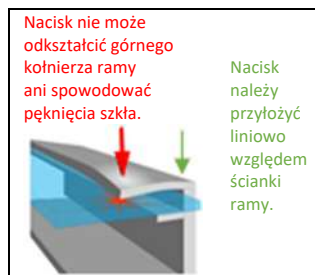 Nacisk nie może
odkształcić górnego
kołnierza ramy
ani spowodować
pęknięcia szkła.
Nacisk
należy
przyłożyć
liniowo
względem
ścianki
ramy.